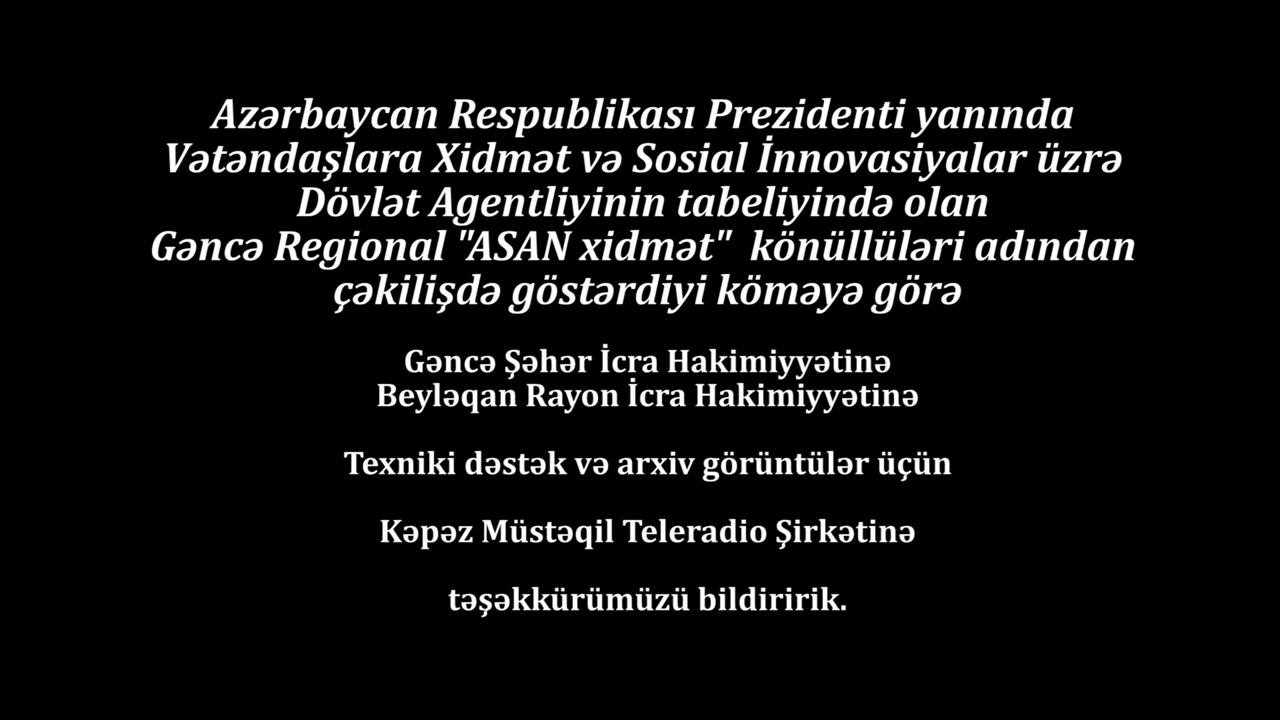 Azərbaycan Respublikası Prezidenti yanında
Vətəndaşlara Xidmət və Sosial İnnovasiyalar üzrə
Dövlət Agentliyinin tabeliyində olan
Gəncə Regional "ASAN xidmət" könüllüləri adından
çəkilişdə göstərdiyi köməyə görə
Gəncə Şəhər İcra Hakimiyyətinə
Beyləqan Rayon İcra Hakimiyyətinə
Texniki dəstək və arxiv görüntülər üçün
Kəpəz Müstəqil Teleradio Şirkətinə
təşəkkürümüzü bildiririk.